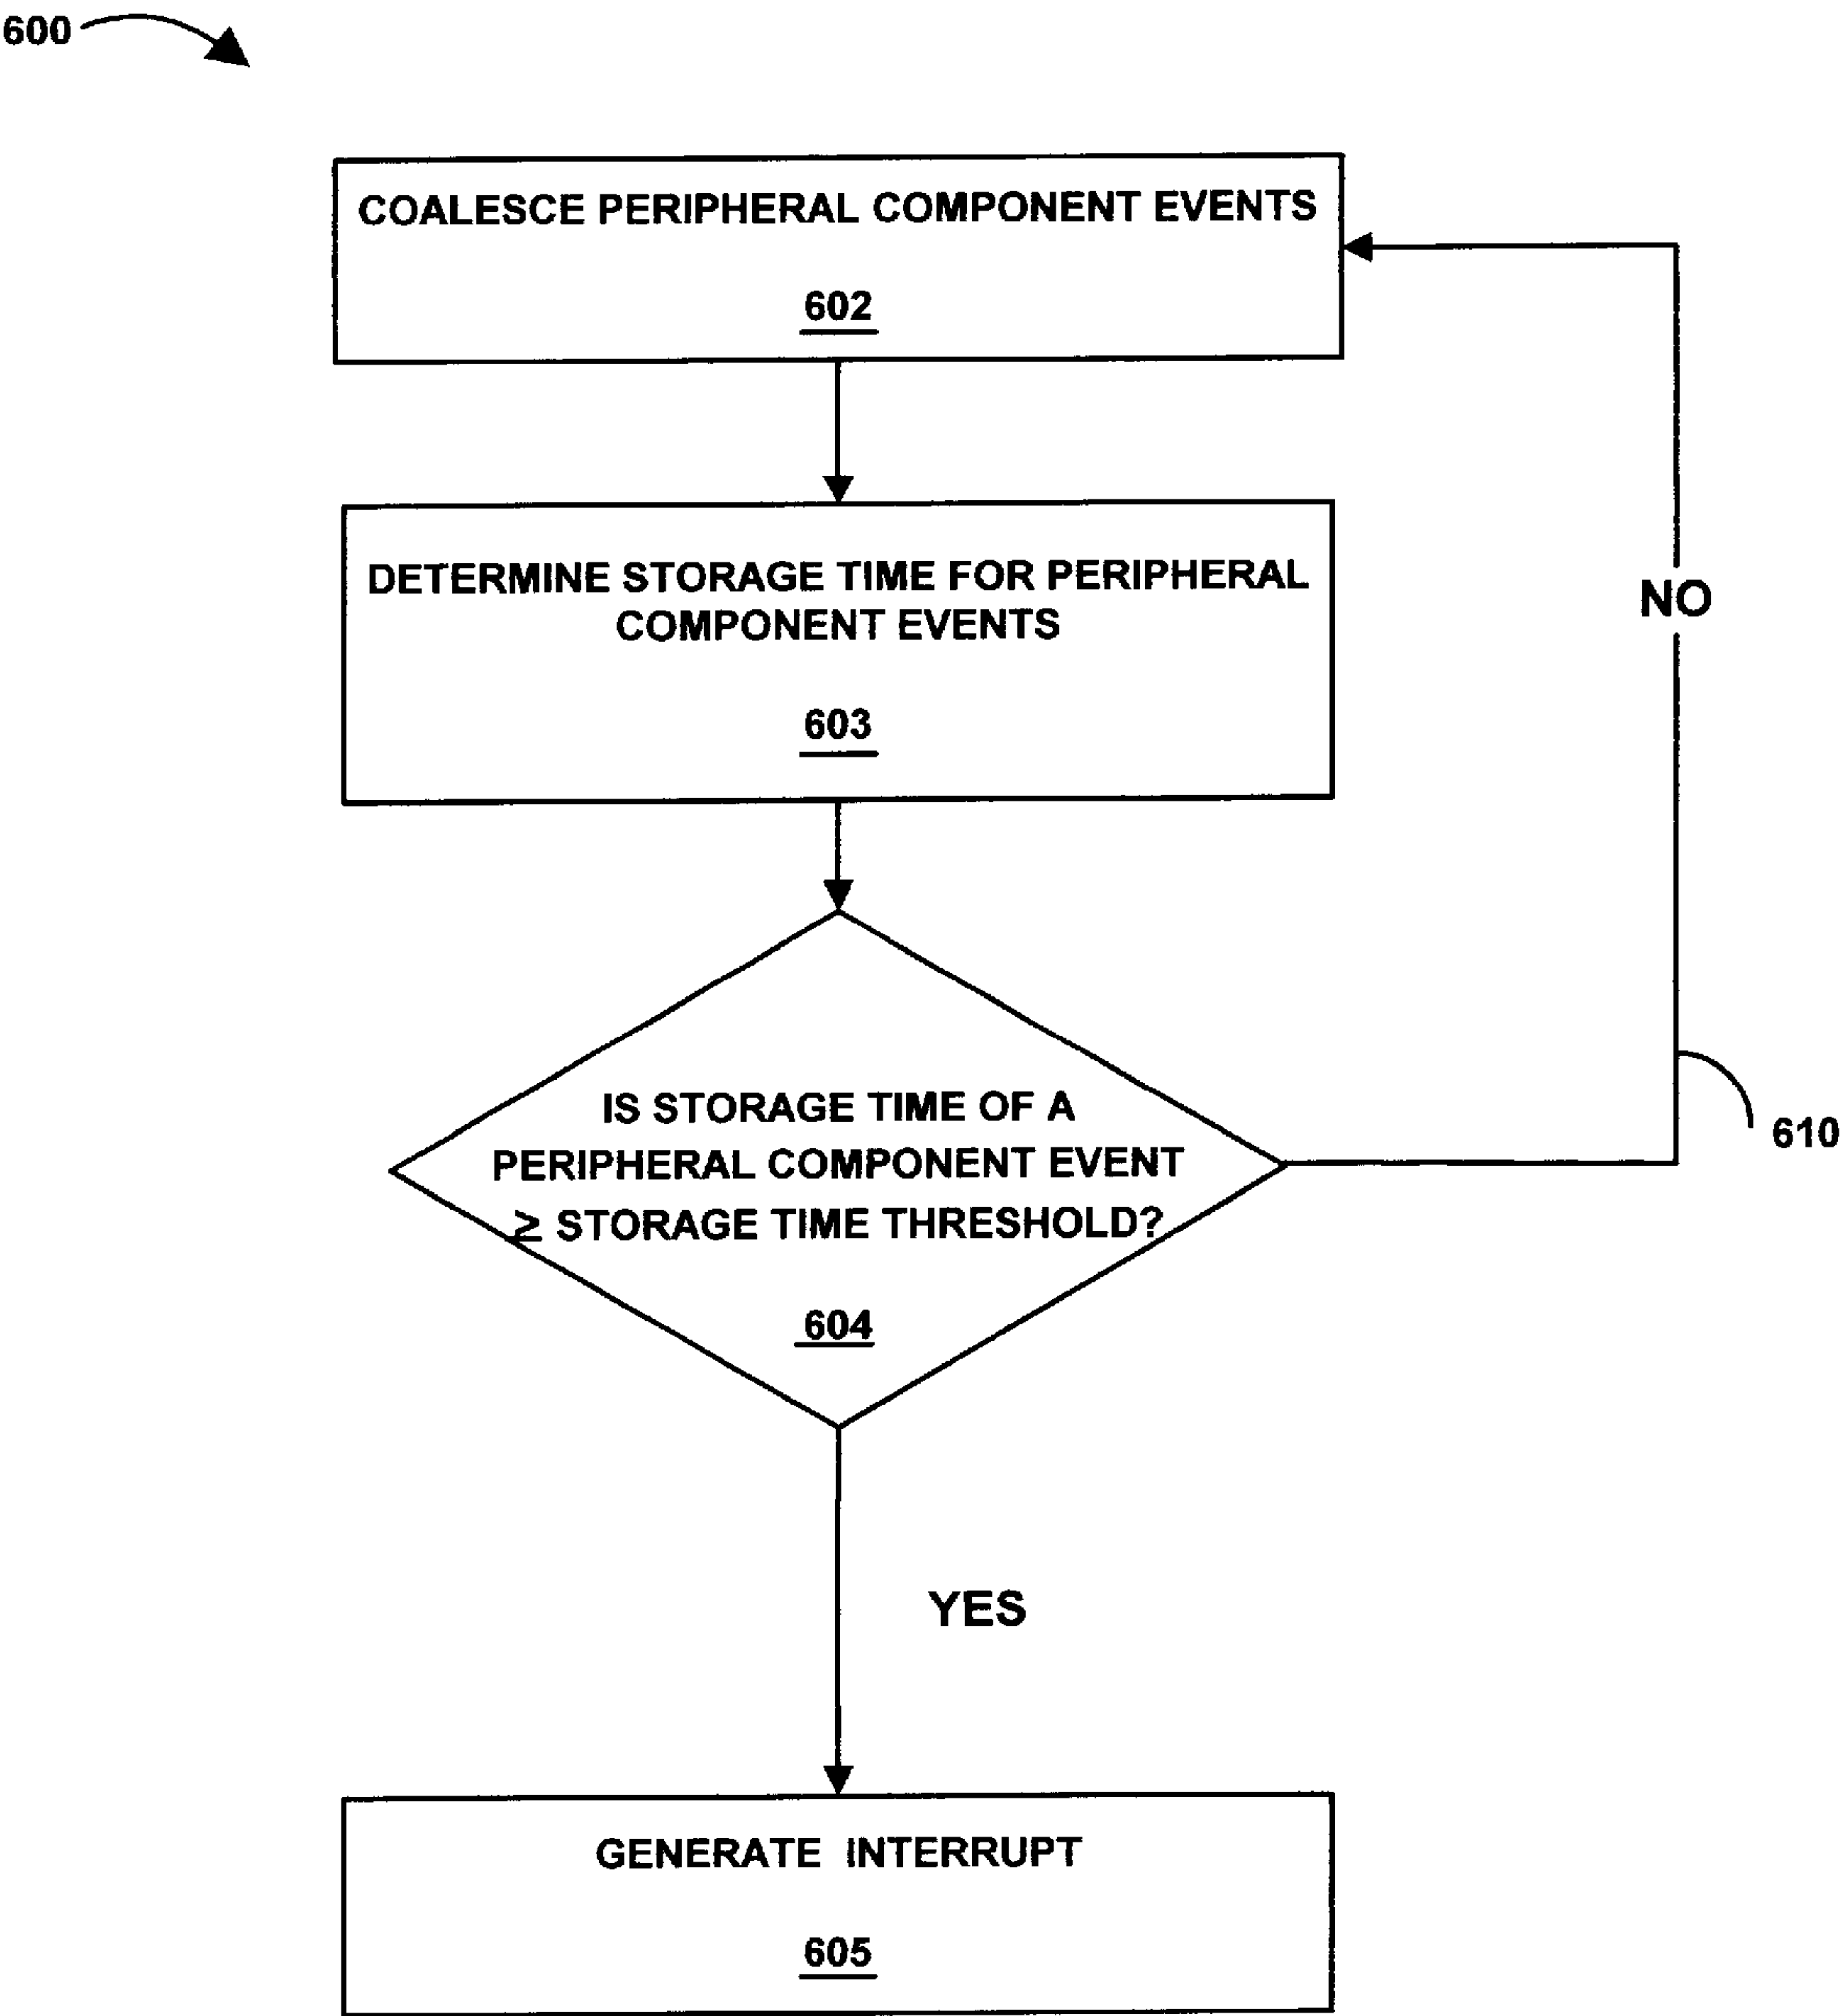 600
COALESCE PERIPHERAL COMPONENT EVENTS
602
DETERMINE STORAGE TIME FOR PERIPHERAL
COMPONENT EVENTS
603
NO
IS STORAGE TIME OF A
PERIPHERAL COMPONENT EVENT
≥ STORAGE TIME THRESHOLD?
604
610
YES
GENERATE INTERRUPT
605